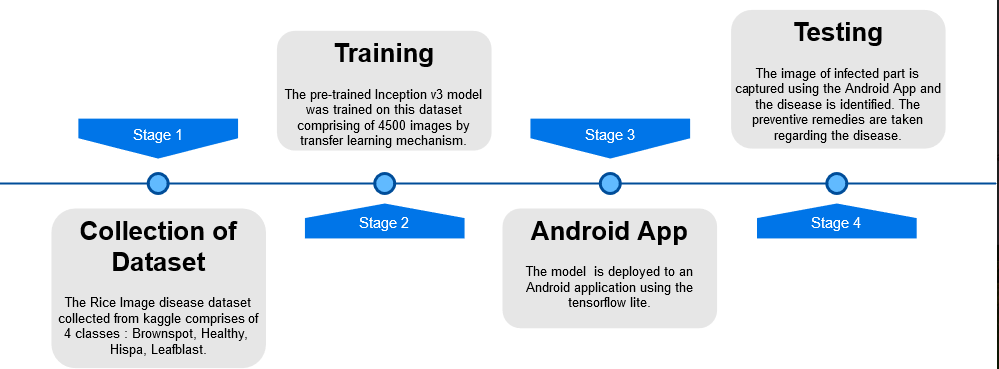 Stage 1
Collection of
Dataset
The Rice Image disease dataset
collected from kaggle comprises of
4 classes : Brownspot, Healthy,
Hispa, Leafblast.
Training
The pre-trained Inception v3 model
was trained on this dataset
comprising of 4500 images by
transfer learning mechanism.
Stage 2
Stage 3
Android App
The model  is deployed to an
Android application using the
tensorflow lite.
Testing
The image of infected part is
captured using the Android App and
the disease is identified. The
preventive remedies are taken
regarding the disease.
Stage 4